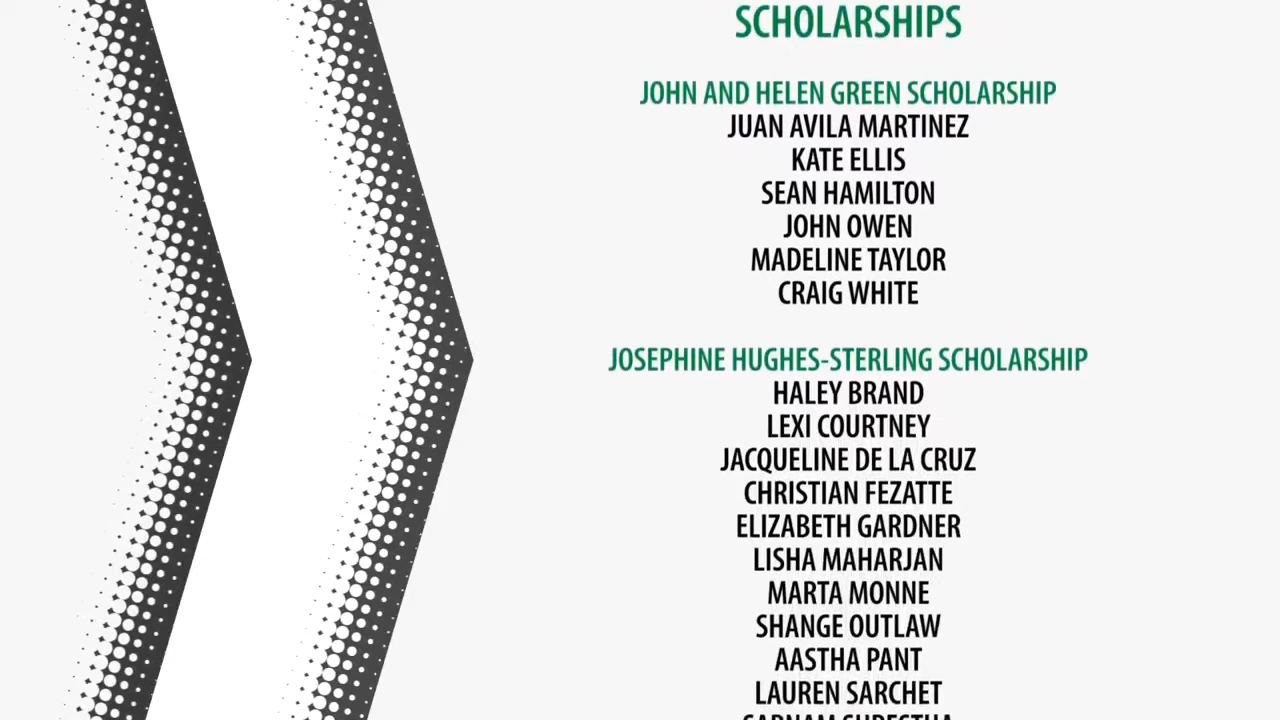 SCHOLARSHIPS
JOHN AND HELEN GREEN SCHOLARSHIP
JUAN AVILA MARTINEZ
KATE ELLIS
SEAN HAMILTON
JOHN OWEN
MADELINE TAYLOR
CRAIG WHITE
JOSEPHINE HUGHES-STERLING SCHOLARSHIP
HALEY BRAND
LEXI COURTNEY
JACQUELINE DE LA CRUZ
CHRISTIAN FEZATTE
ELIZABETH GARDNER
LISHA MAHARJAN
MARTA MONNE
SHANGE OUTLAW
AASTHA PANT
LAUREN SARCHET